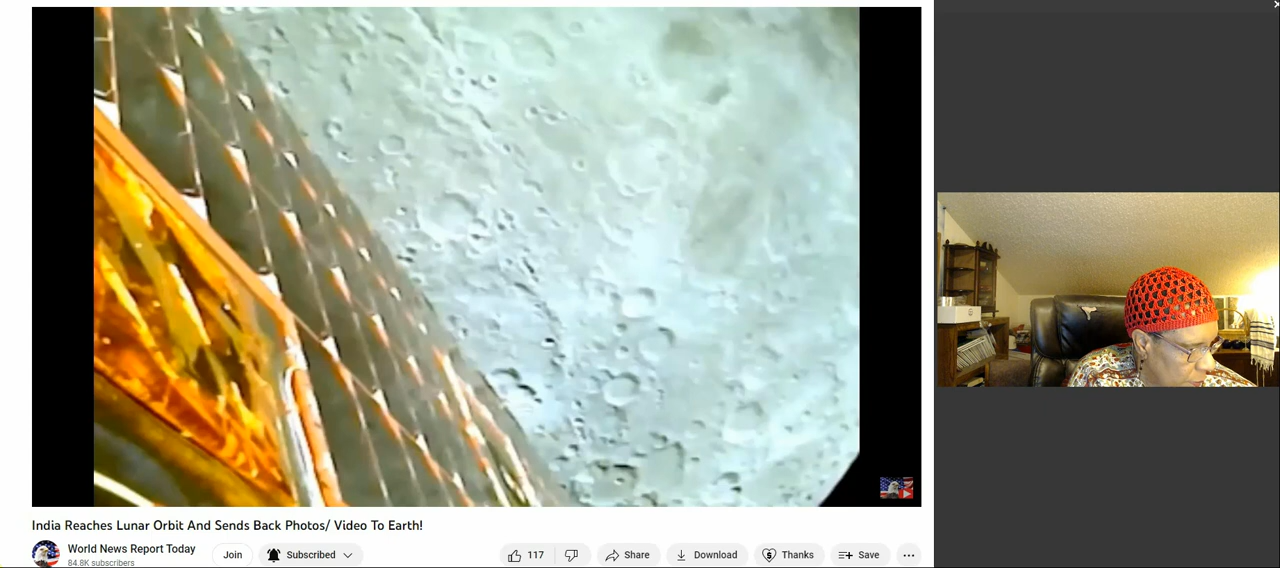 India Reaches Lunar Orbit And Sends Back Photos/ Video To Earth!
World News Report Today
84.8K subscribers
Join
Subscribed
117
Share
Download
Thanks
Save